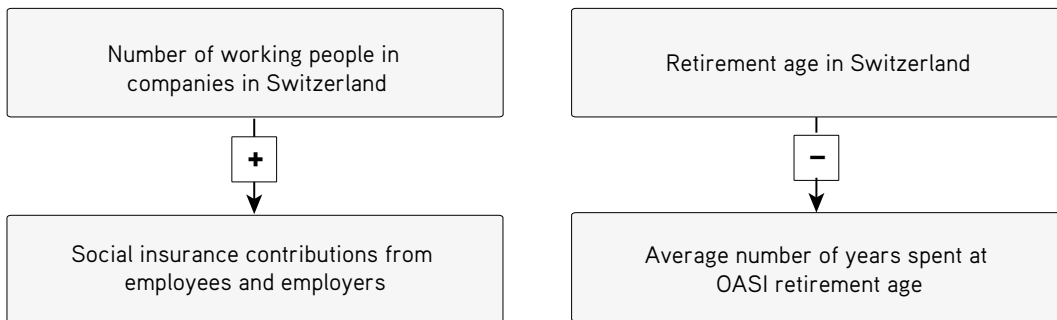 Number of working people in
companies in Switzerland
+
Social insurance contributions from
employees and employers
Retirement age in Switzerland
−
Average number of years spent at
OASI retirement age